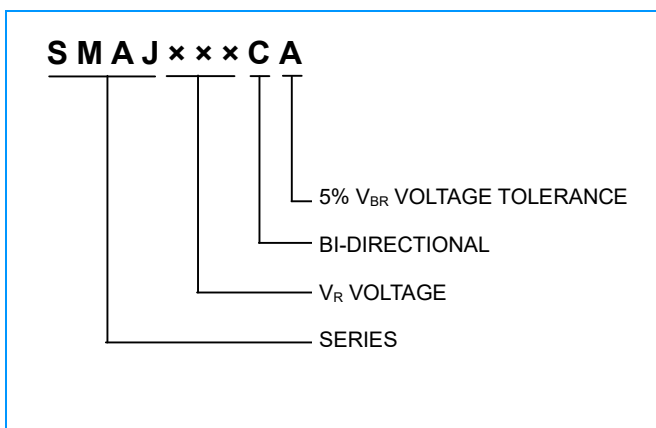 SMAJ×××CA
5% VBR VOLTAGE TOLERANCE
BI-DIRECTIONAL
VR VOLTAGE
SERIES